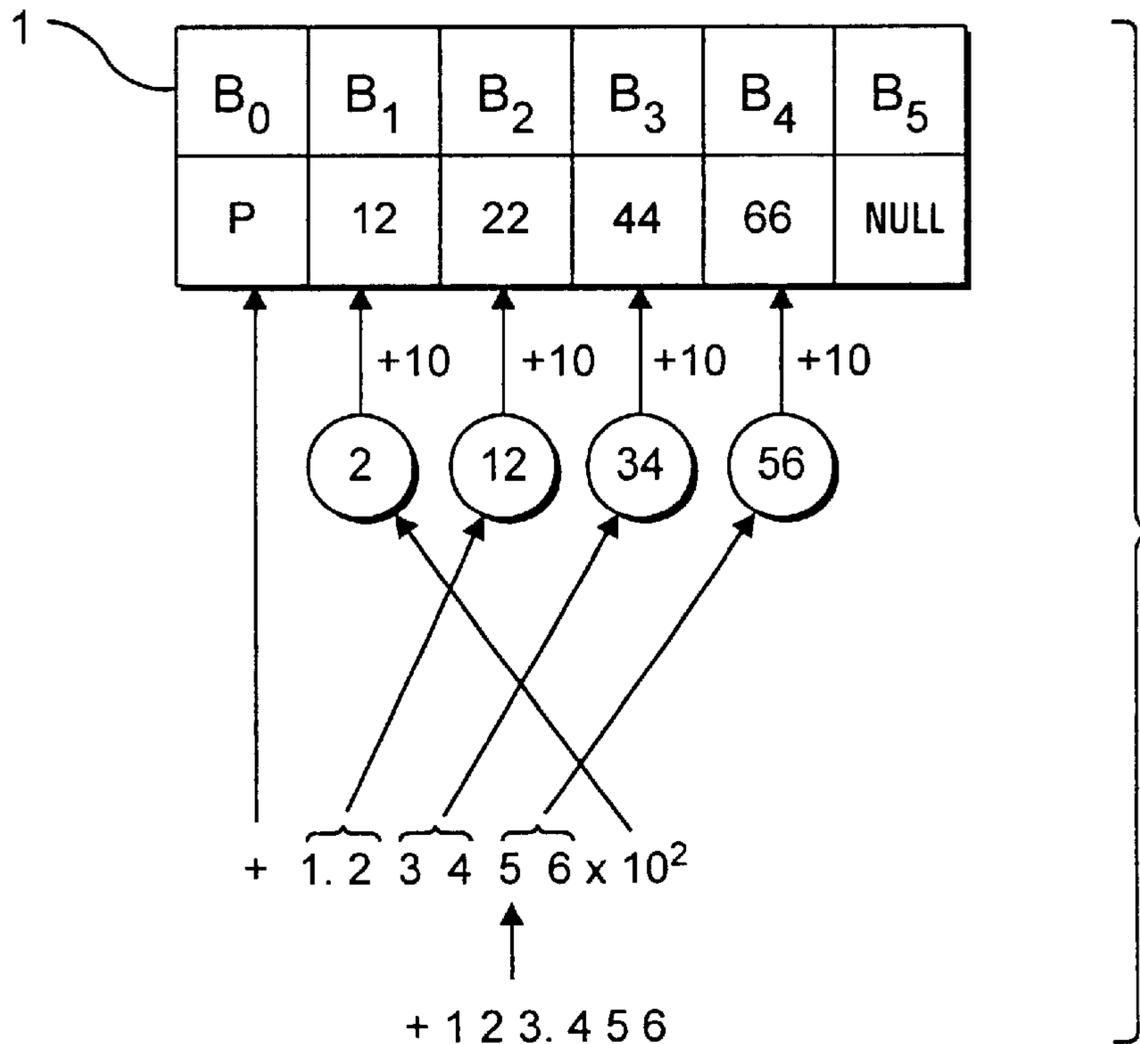 1
B₀ B₁ B₂ B₃ B₄ B₅
P 12 22 44 66 NULL
+10 +10 +10 +10
2 12 34 56
+ 1. 2 3 4 5 6 x 10²
+ 1 2 3. 4 5 6